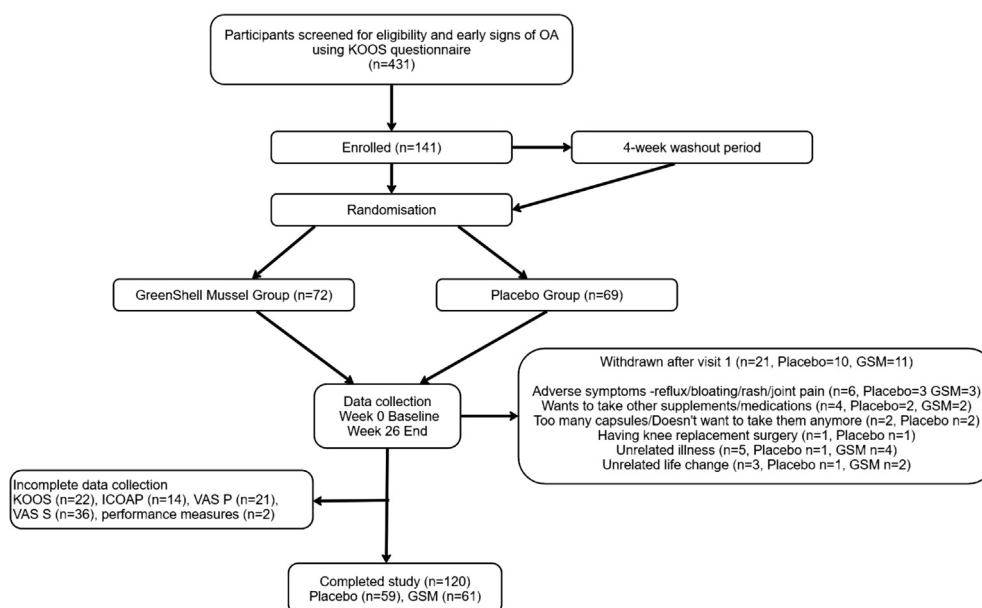 Participants screened for eligibility and early signs of OA
using KOOS questionnaire
(n=431)
Enrolled (n=141)
4-week washout period
Randomisation
GreenShell Mussel Group (n=72)
Placebo Group (n=69)
Data collection
Week 0 Baseline
Week 26 End
Withdrawn after visit 1 (n=21, Placebo=10, GSM=11)
Adverse symptoms -reflux/bloating/rash/joint pain (n=6, Placebo=3 GSM=3)
Wants to take other supplements/medications (n=4, Placebo=2, GSM=2)
Too many capsules/Doesn't want to take them anymore (n=2, Placebo n=2)
Having knee replacement surgery (n=1, Placebo n=1)
Unrelated illness (n=5, Placebo n=1, GSM n=4)
Unrelated life change (n=3, Placebo n=1, GSM n=2)
Incomplete data collection
KOOS (n=22), ICOAP (n=14), VAS P (n=21),
VAS S (n=36), performance measures (n=2)
Completed study (n=120)
Placebo (n=59), GSM (n=61)